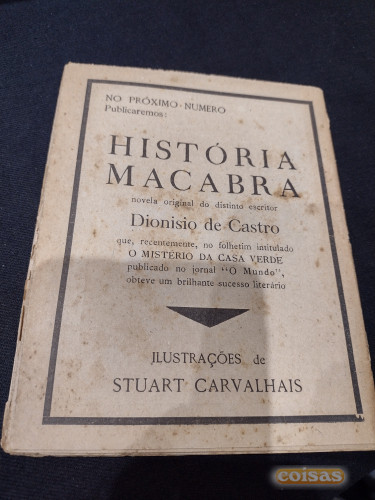 NO PRÓXIMO-NUMERO
Publicaremos:
HISTÓRIA
MACABRA
novela original do distinto escritor
Dionisio de Castro
que, recentemente, no folhetim intitulado
O MISTÉRIO DA CASA VERDE
publicado no jornal "O Mundo",
obteve um brilhante sucesso literário
ILUSTRAÇÕES de
STUART CARVALHAIS
coisas